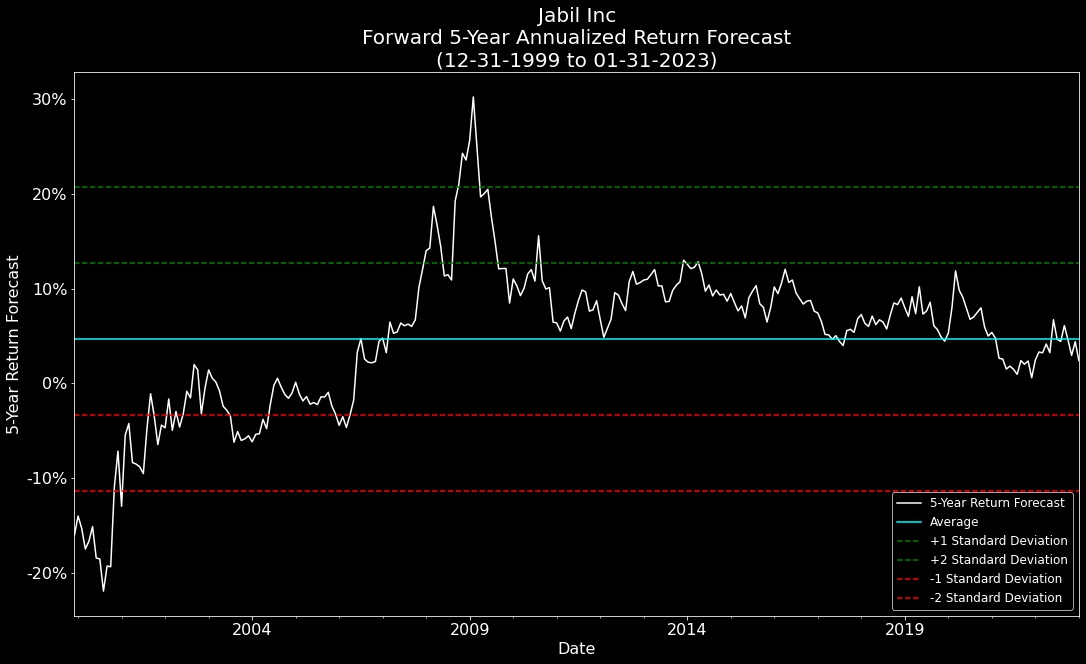 Jabil Inc
Forward 5-Year Annualized Return Forecast
(12-31-1999 to 01-31-2023)
5-Year Return Forecast
30%
20%
10%
0%
-10%
-20%
2004
2009
2014
2019
Date
5-Year Return Forecast
Average
+1 Standard Deviation
+2 Standard Deviation
-1 Standard Deviation
-2 Standard Deviation